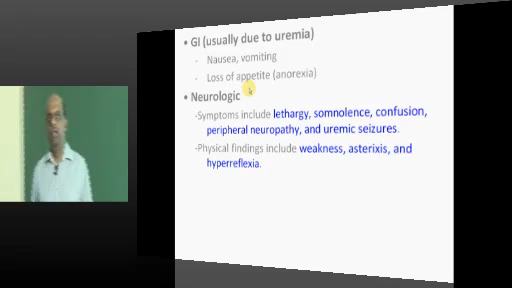 • GI (usually due to uremia)
- Nausea, vomiting
- Loss of appetite (anorexia)
• Neurologic
-Symptoms include lethargy, somnolence, confusion,
peripheral neuropathy, and uremic seizures.
-Physical findings include weakness, asterixis, and
hyperreflexia.